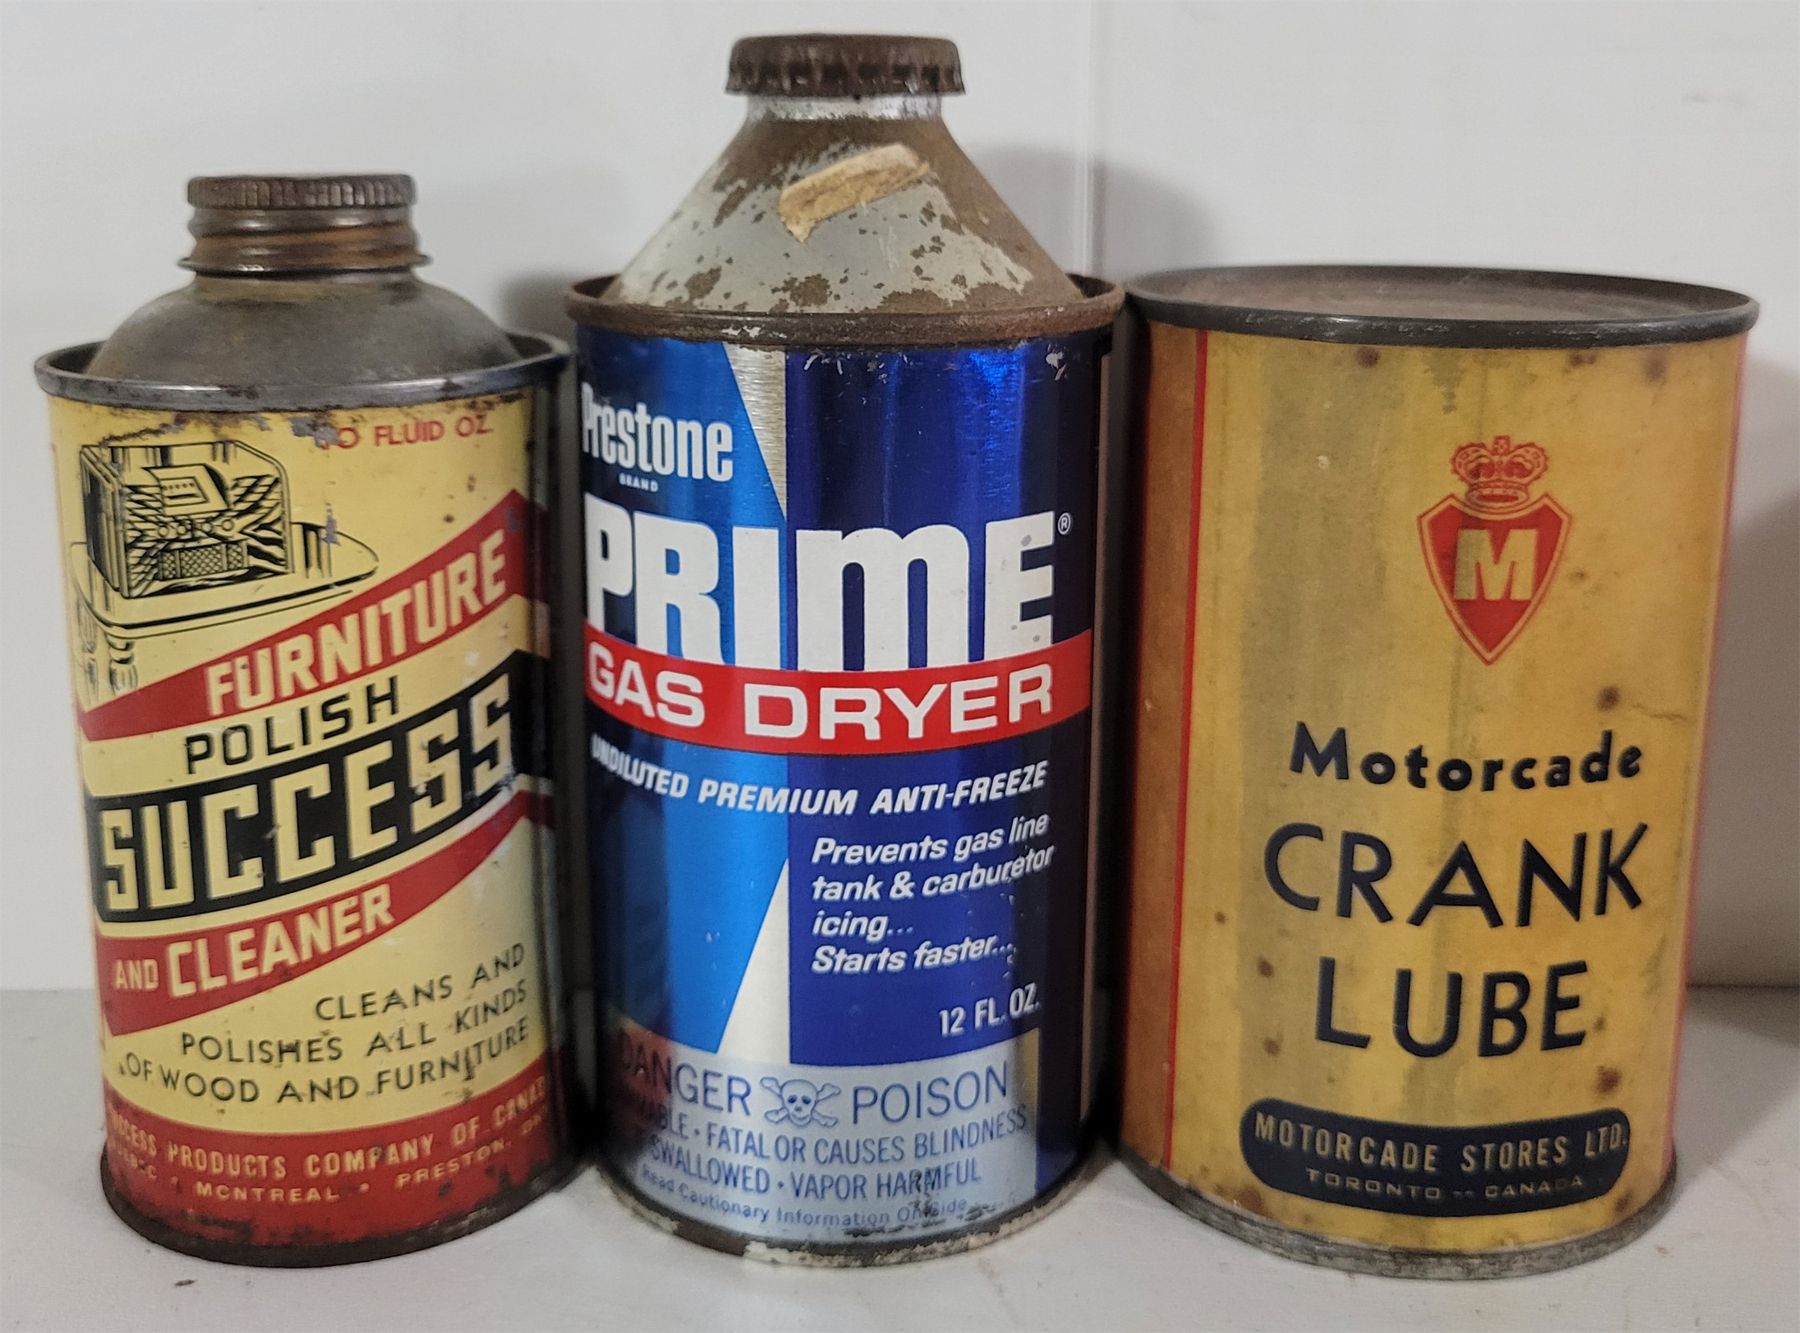 FLUID OZ.
FURNITURE
POLISH
SUCCESS
AND CLEANER
CLEANS AND
POLISHES ALL KINDS
OF WOOD AND FURNITURE
PRODUCTS COMPANY OF
MONTREAL • PRESTON,
Prestone
BRAND
PRIME®
GAS DRYER
UNDILUTED PREMIUM ANTI-FREEZE
Prevents gas line
tank & carburetor
icing...
Starts faster...
12 FL. OZ.
DANGER POISON
• FATAL OR CAUSES BLINDNESS
SWALLOWED • VAPOR HARMFUL
Read Cautionary Information On Side
M
Motorcade
CRANK
LUBE
MOTORCADE STORES LTD.
TORONTO -- CANADA